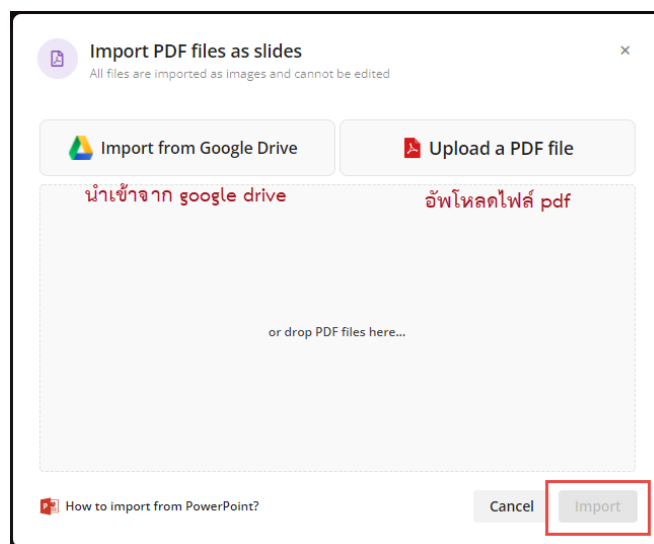 Import PDF files as slides
×
All files are imported as images and cannot be edited
Import from Google Drive
Upload a PDF file
นำเข้าจาก google drive
อัพโหลดไฟล์ pdf
or drop PDF files here...
How to import from PowerPoint?
Cancel
Import